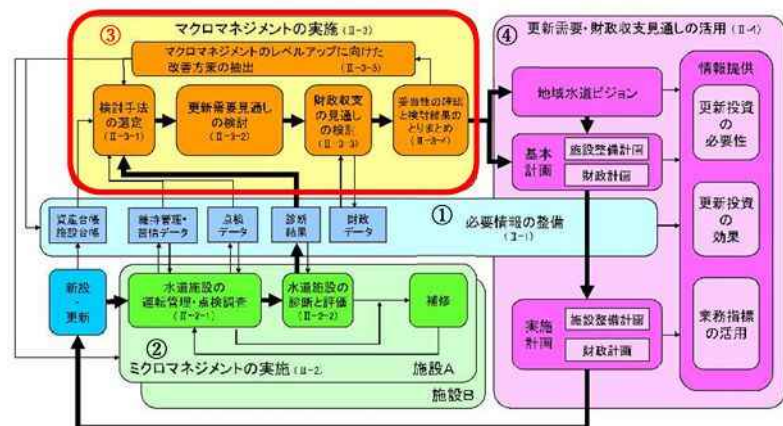 ③
マクロマネジメントの実施(Ⅱ-3)
マクロマネジメントのレベルアップに向けた
改善方策の抽出 (Ⅱ-3-5)
検討手法
の選定
(Ⅱ-3-1)
更新需要見通し
の検討
(Ⅱ-3-2)
財政収支
の見通し
の検討
(Ⅱ-3-3)
妥当性の確認
と検討結果の
とりまとめ
(Ⅱ-3-4)
④
更新需要・財政収支見通しの活用(Ⅱ-4)
地域水道ビジョン
基本
計画
施設整備計画
財政計画
情報提供
更新投資
の
必要性
更新投資
の
効果
業務指標
の活用
①
必要情報の整備
(Ⅱ-1)
資産台帳
施設台帳
維持管理・
データ
点検
データ
診断
結果
財政
データ
新設
・
更新
水道施設の
運転管理・点検調査
(Ⅱ-2-1)
水道施設の
診断と評価
(Ⅱ-2-2)
補修
②
ミクロマネジメントの実施(Ⅱ-2)
施設A
施設B
実施
計画
施設整備計画
財政計画